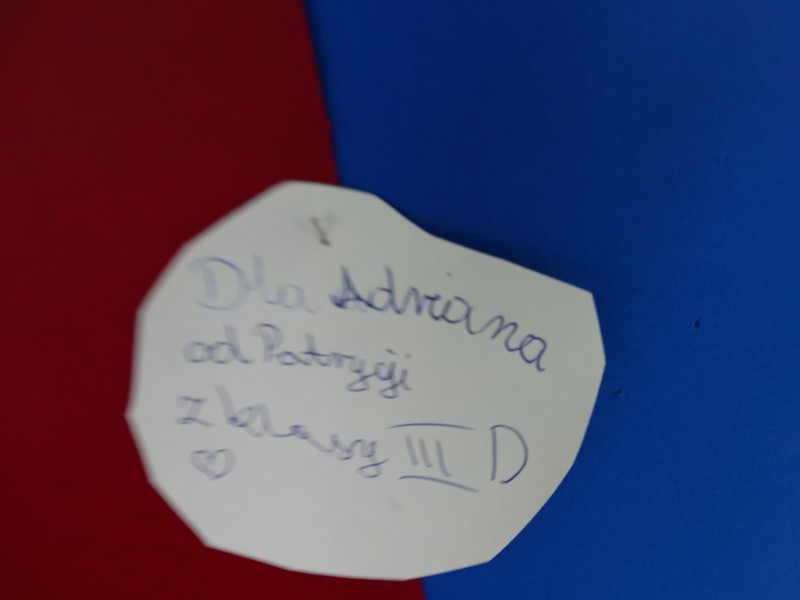 Dla Adriana
od Patrycji
z klasy III D
♡